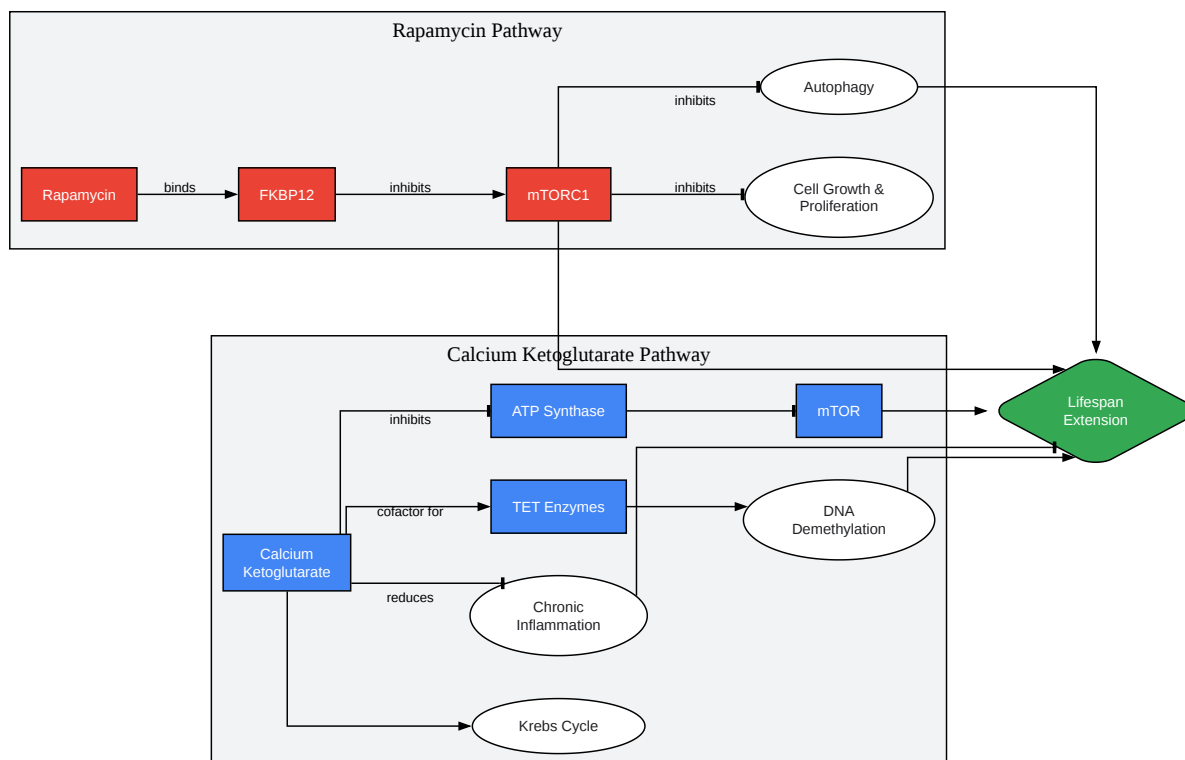 Rapamycin Pathway
Autophagy
inhibits
Rapamycin
binds
FKBP12
inhibits
mTORC1
inhibits
Cell Growth &
Proliferation
Calcium Ketoglutarate Pathway
inhibits
ATP Synthase
mTOR
Lifespan
Extension
cofactor for
TET Enzymes
DNA
Demethylation
Calcium
Ketoglutarate
reduces
Chronic
Inflammation
Krebs Cycle